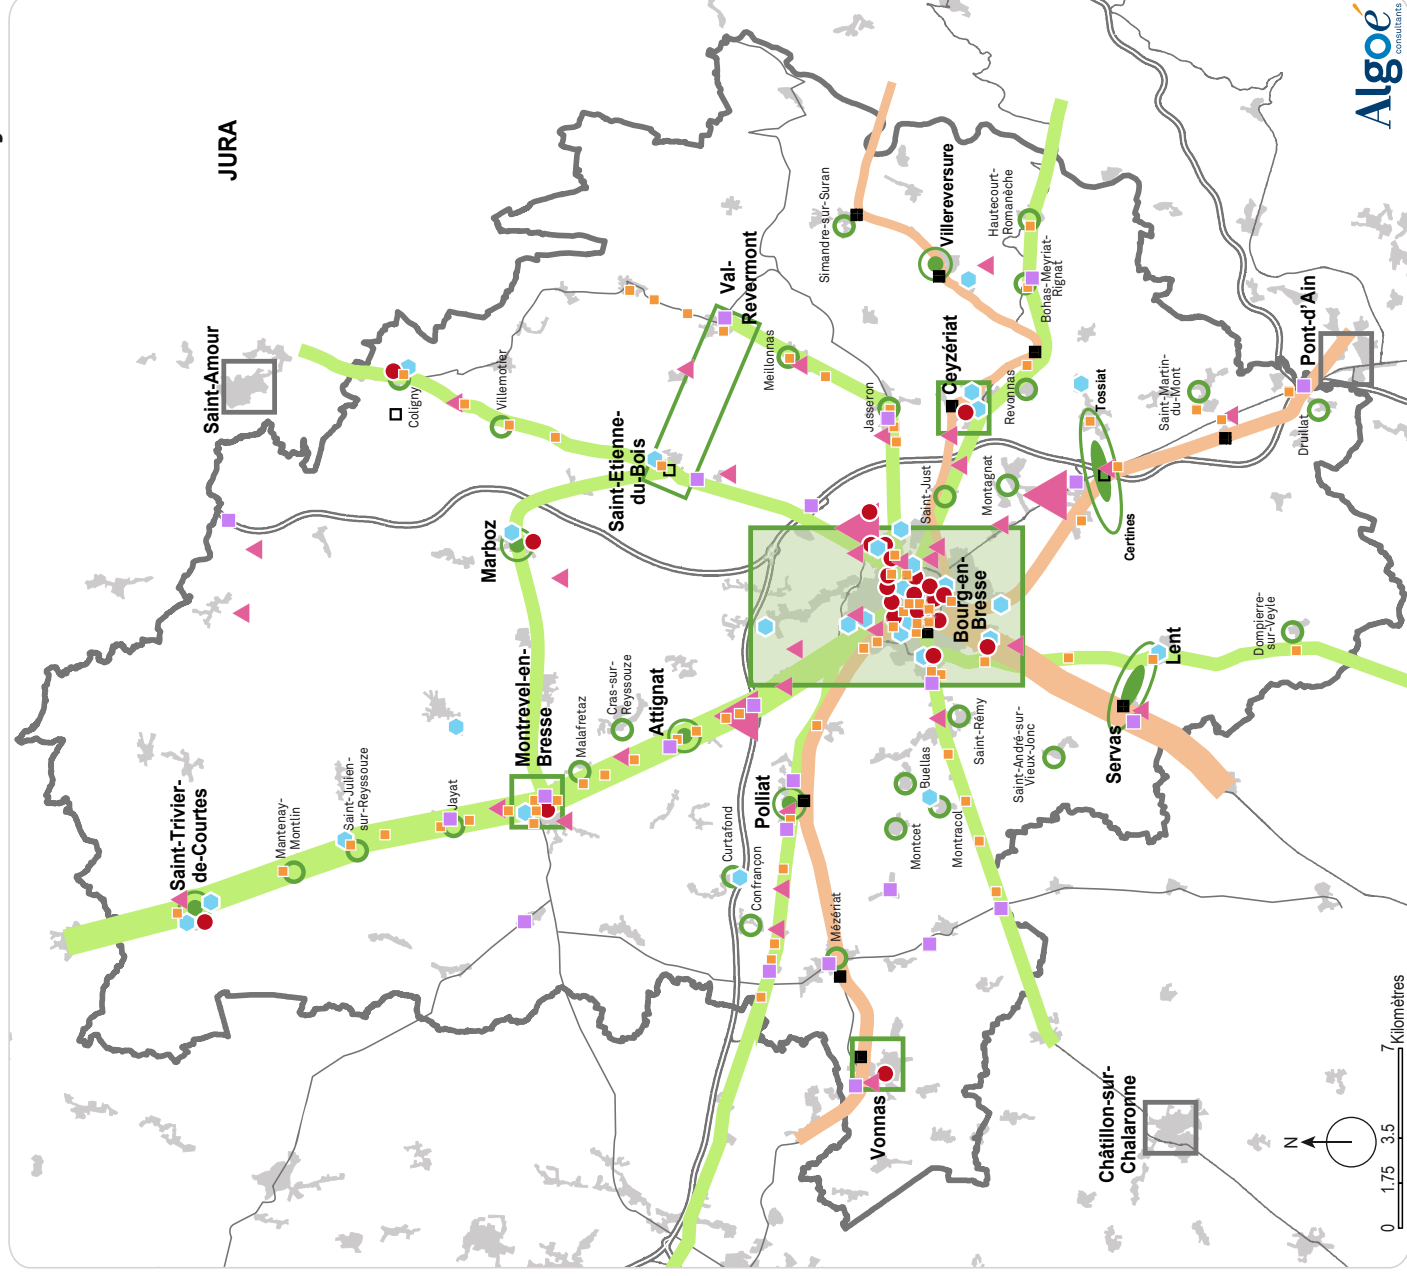 JURA
Saint-Amour
Coligny
Villemotier
Saint-Etienne-
du-Bois
Val-
Revermont
Meillonnas
Jasseron
Simandre-sur-Suran
Villereversure
Hautecourt-
Romanèche
Bohas-Meyriat-
Rignat
Ceyzériat
Revonnas
Tossiat
Saint-Martin-
du-Mont
Pont-d'Ain
Druillat
Certines
Montagnat
Saint-Just
Marboz
Bourg-en-
Bresse
Montrevel-en-
Bresse
Malafretaz
Cras-sur-
Reyssouze
Attignat
Saint-Trivier-
de-Courtes
Mantenay-
Montlin
Saint-Julien-
sur-Reyssouze
Jayat
Polliat
Curtafond
Confrançon
Mézériat
Vonnas
Buellas
Montcet
Montracol
Saint-Rémy
Saint-André-sur-
Vieux-Jonc
Servas
Lent
Dompierre-
sur-Veyle
Châtillon-sur-
Chalaronne
N
0 1.75 3.5 7
Kilomètres
Algoé
consultants